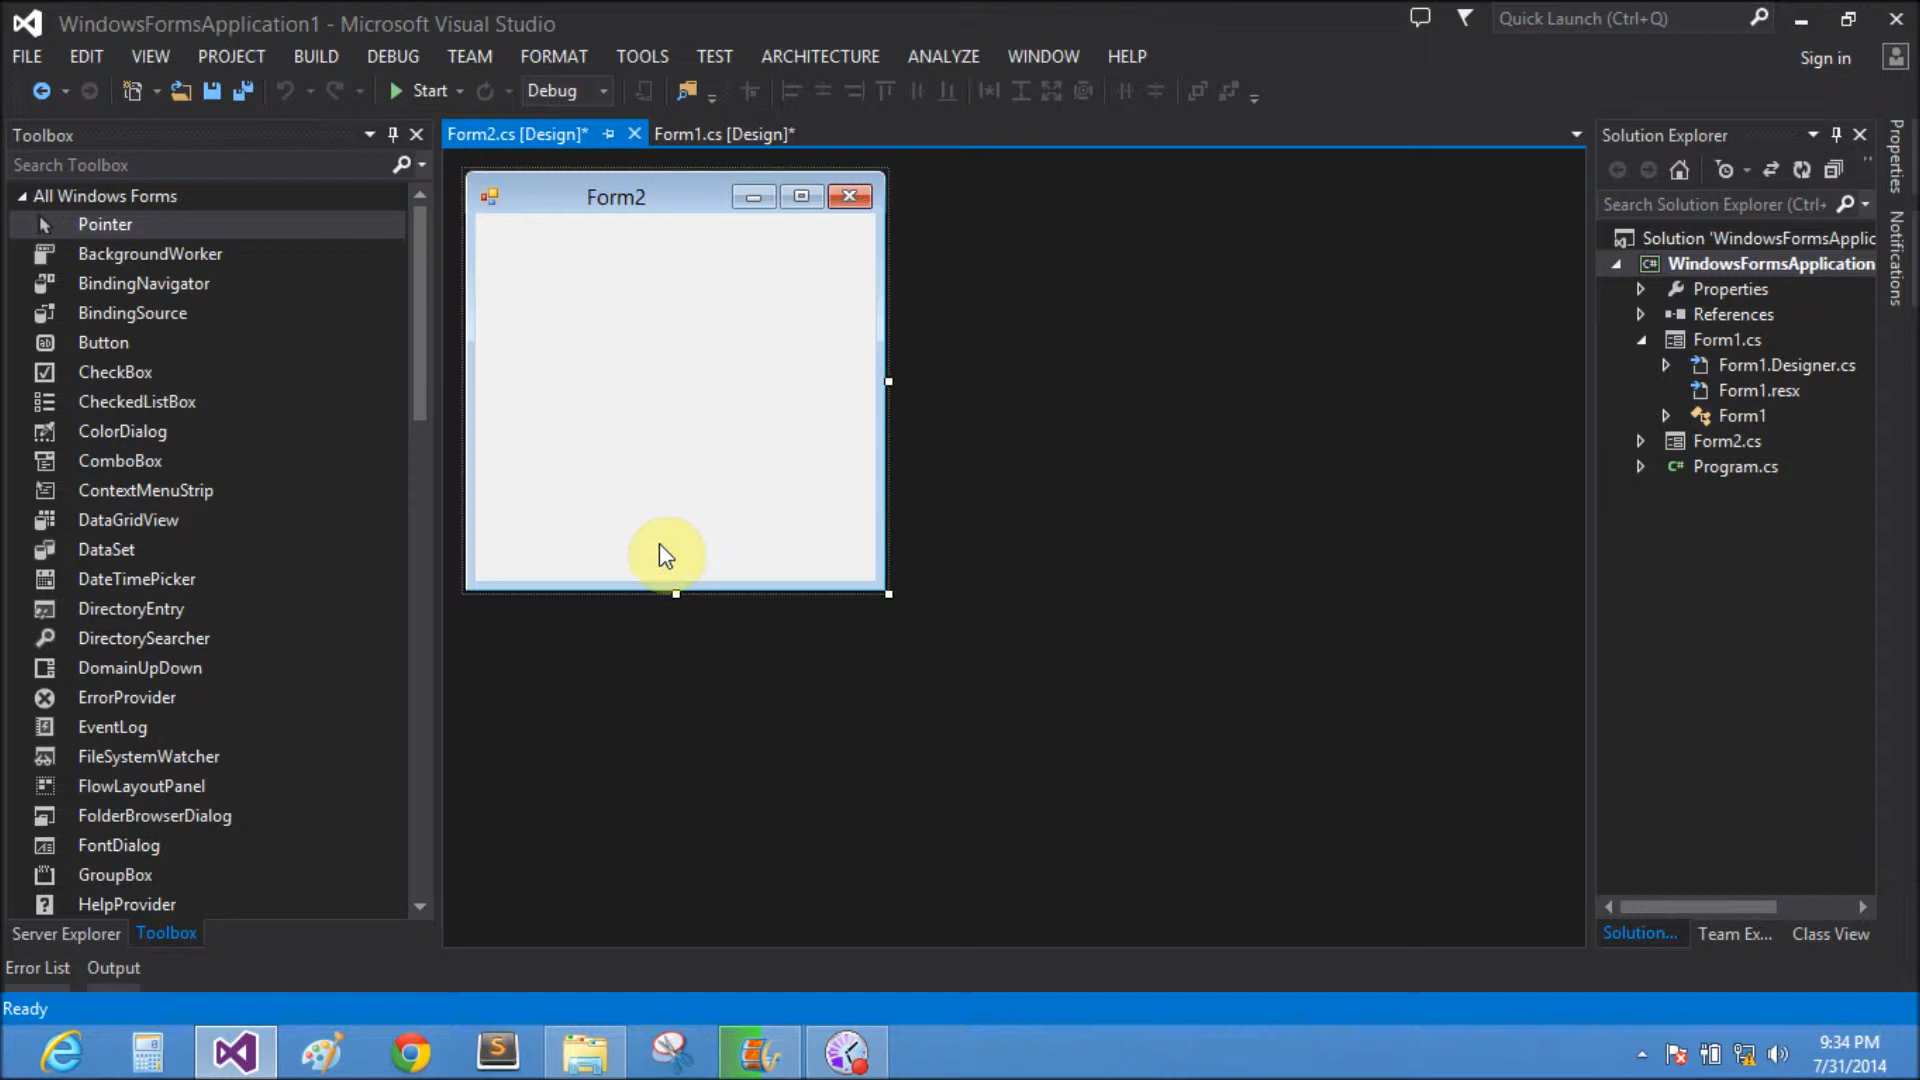 WindowsFormsApplication1 - Microsoft Visual Studio
Quick Launch (Ctrl+Q)
FILE EDIT VIEW PROJECT BUILD DEBUG TEAM FORMAT TOOLS TEST ARCHITECTURE ANALYZE WINDOW HELP
Sign in
Start
Debug
Toolbox
Search Toolbox
All Windows Forms
Pointer
BackgroundWorker
BindingNavigator
BindingSource
Button
CheckBox
CheckedListBox
ColorDialog
ComboBox
ContextMenuStrip
DataGridView
DataSet
DateTimePicker
DirectoryEntry
DirectorySearcher
DomainUpDown
ErrorProvider
EventLog
FileSystemWatcher
FlowLayoutPanel
FolderBrowserDialog
FontDialog
GroupBox
HelpProvider
Server Explorer Toolbox
Form2.cs [Design]* Form1.cs [Design]*
Form2
Solution Explorer
Search Solution Explorer (Ctrl+
Solution 'WindowsFormsApplic
WindowsFormsApplication
Properties
References
Form1.cs
Form1.Designer.cs
Form1.resx
Form1
Form2.cs
Program.cs
Solution... Team Ex... Class View
Properties
Notifications
Error List Output
Ready
9:34 PM
7/31/2014